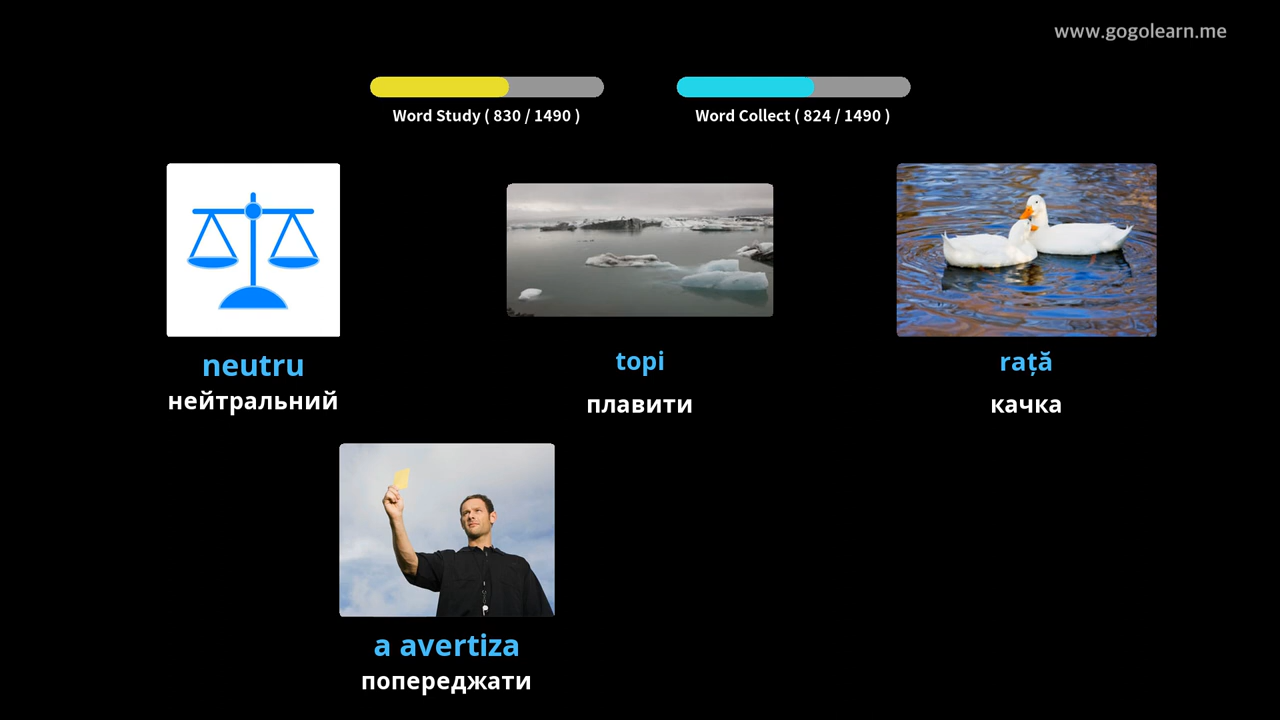 www.gogolearn.me
Word Study ( 830 / 1490 )
Word Collect ( 824 / 1490 )
neutru
нейтральний
topi
плавити
rață
качка
a avertiza
попереджати